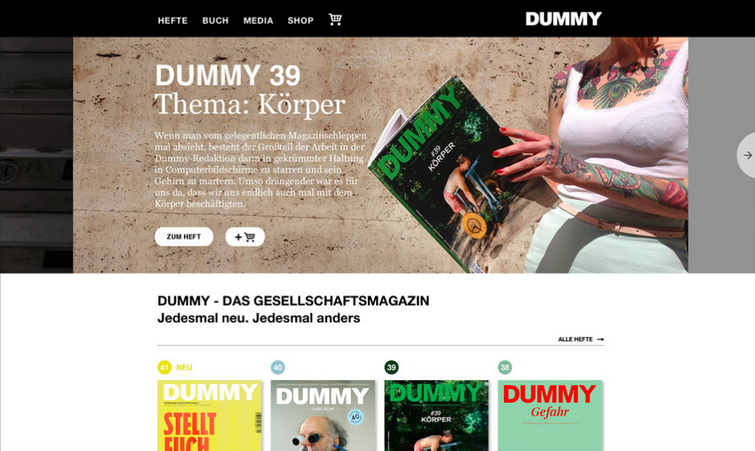 HEFTE BUCH MEDIA SHOP DUMMY
DUMMY 39
Thema: Körper
Wenn man vom gelegentlichen Magazinschleppen
mal absieht, besteht der Großteil der Arbeit in der
Dummy-Redaktion darin in gekrümmter Haltung
in Computerbildschirme zu starren und sein
Gehirn zu martern. Umso drängender war es für
uns da, dass wir uns endlich auch mal mit dem
Körper beschäftigten.
ZUM HEFT +
DUMMY
#39
KÖRPER
DUMMY - DAS GESELLSCHAFTSMAGAZIN
Jedesmal neu. Jedesmal anders
ALLE HEFTE →
41 NEU 40 39 38
DUMMY
STELLT
EUCH
DUMMY
JUBILÄUM
40
DUMMY
#39
KÖRPER
DUMMY
Gefahr